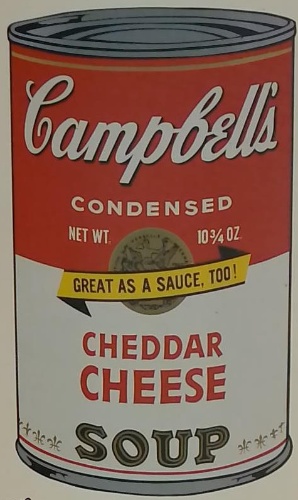 Campbell's
CONDENSED
NET WT. 10¾ OZ.
GREAT AS A SAUCE, TOO!
CHEDDAR
CHEESE
SOUP